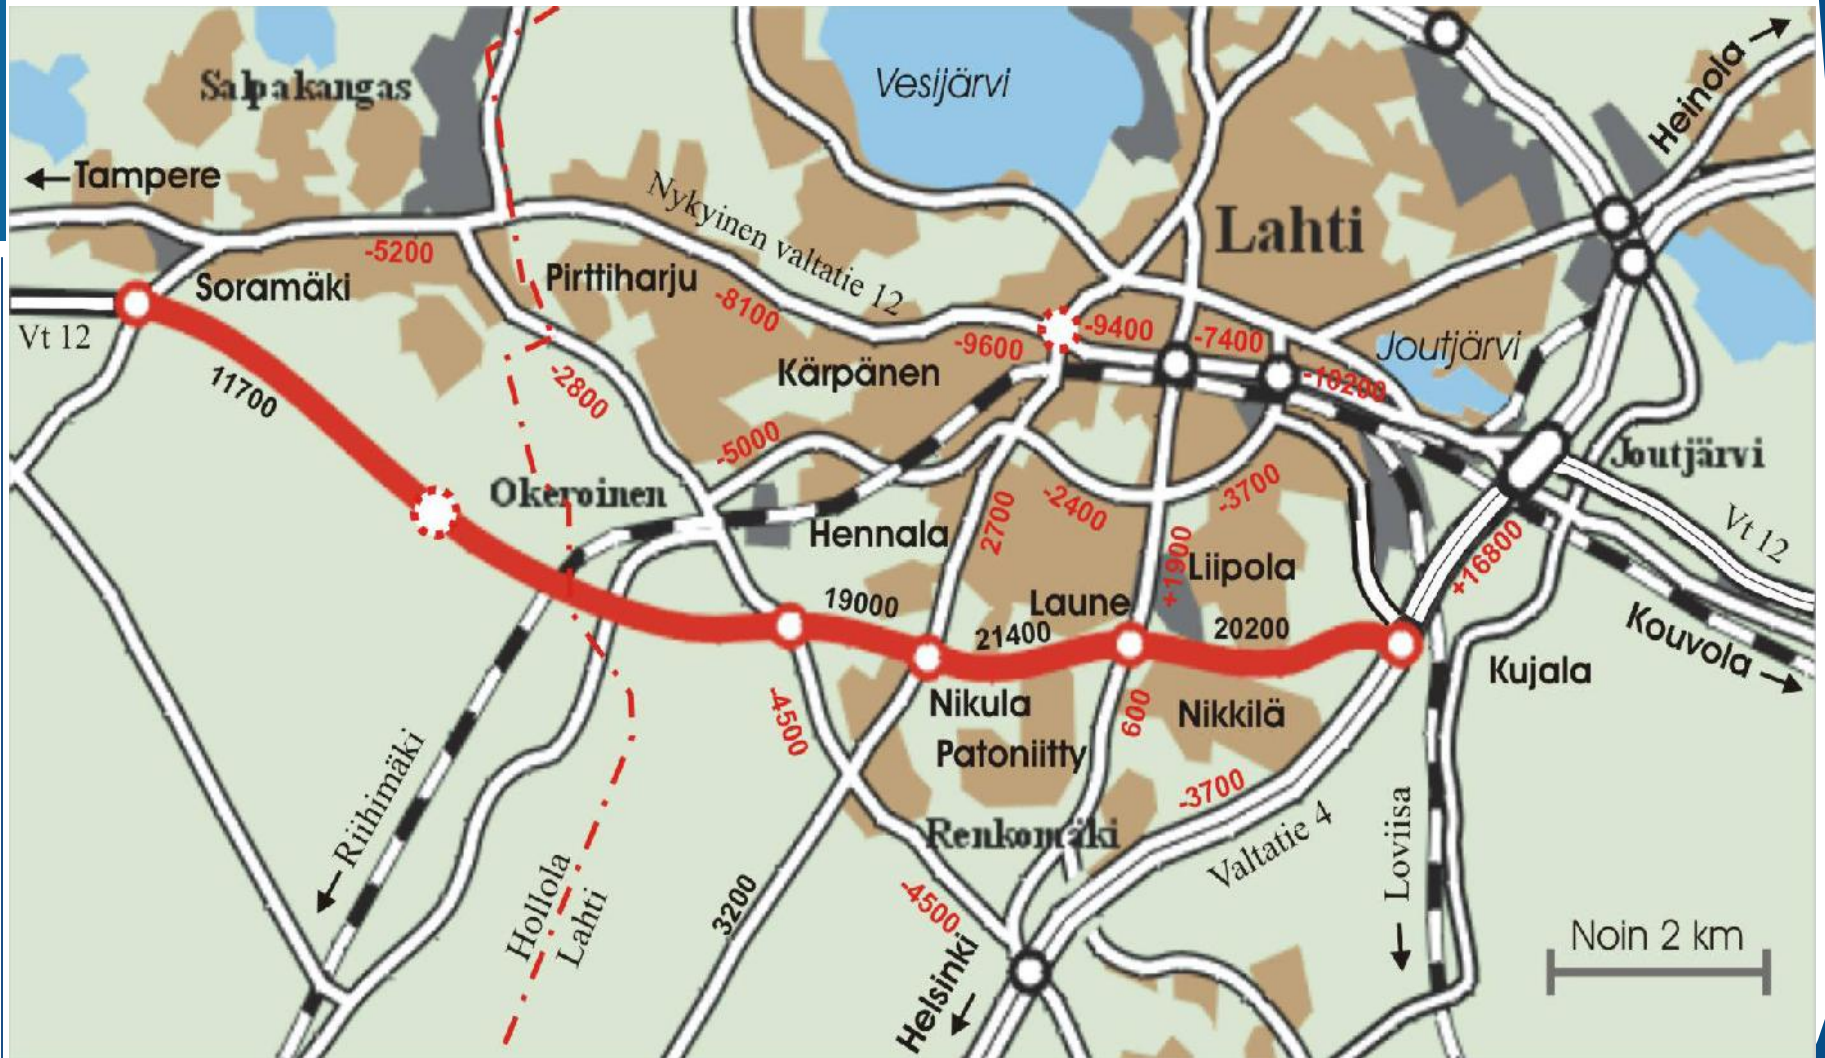 Vesijärvi
Heinola
Salpakangas
Tampere
Nykyinen valtatie 12
Lahti
-5200
Soramäki
Pirttiharju
-8100
Vt 12
-9600
-9400
-7400
Joutjärvi
Kärpänen
-10200
11700
-2800
-5000
Joutjärvi
Okeroinen
-2400
-3700
Vt 12
Hennala
2700
+1900
Liipola
+16800
19000
Laune
21400
20200
Kouvola
Kujala
Nikula
-4500
600
Nikkilä
Patoniitty
-3700
Riihimäki
Renkomäki
Valtatie 4
Loviisa
Hollola
Lahti
3200
-4500
Helsinki
Noin 2 km